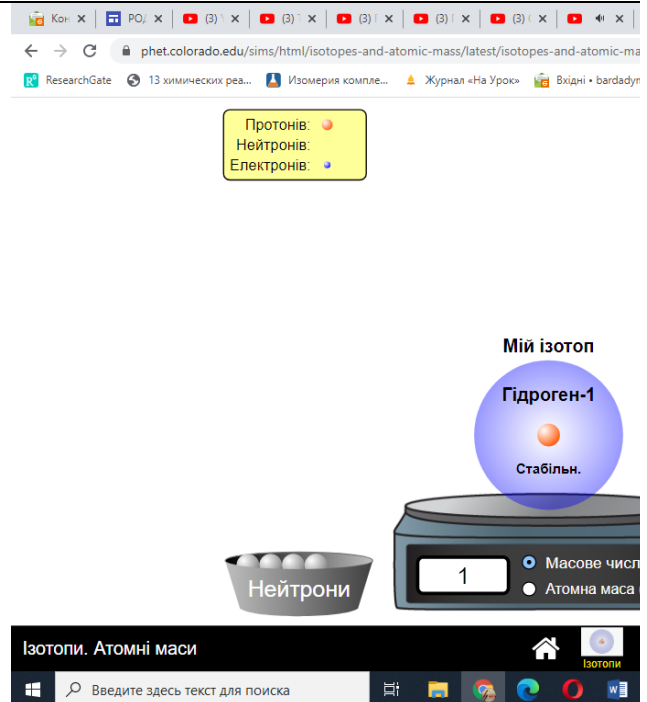 Кон
РОД
(3)
(3)
(3)
(3)
(3)
phet.colorado.edu/sims/html/isotopes-and-atomic-mass/latest/isotopes-and-atomic-ma
ResearchGate 13 химических реа... Изомерия компле... Журнал «На Урок» Вхідні • bardadyn
Протонів:
Нейтронів:
Електронів:
Мій ізотоп
Гідроген-1
Стабільн.
Нейтрони
1
Масове числ
Атомна маса
Ізотопи. Атомні маси
Ізотопи
Введите здесь текст для поиска